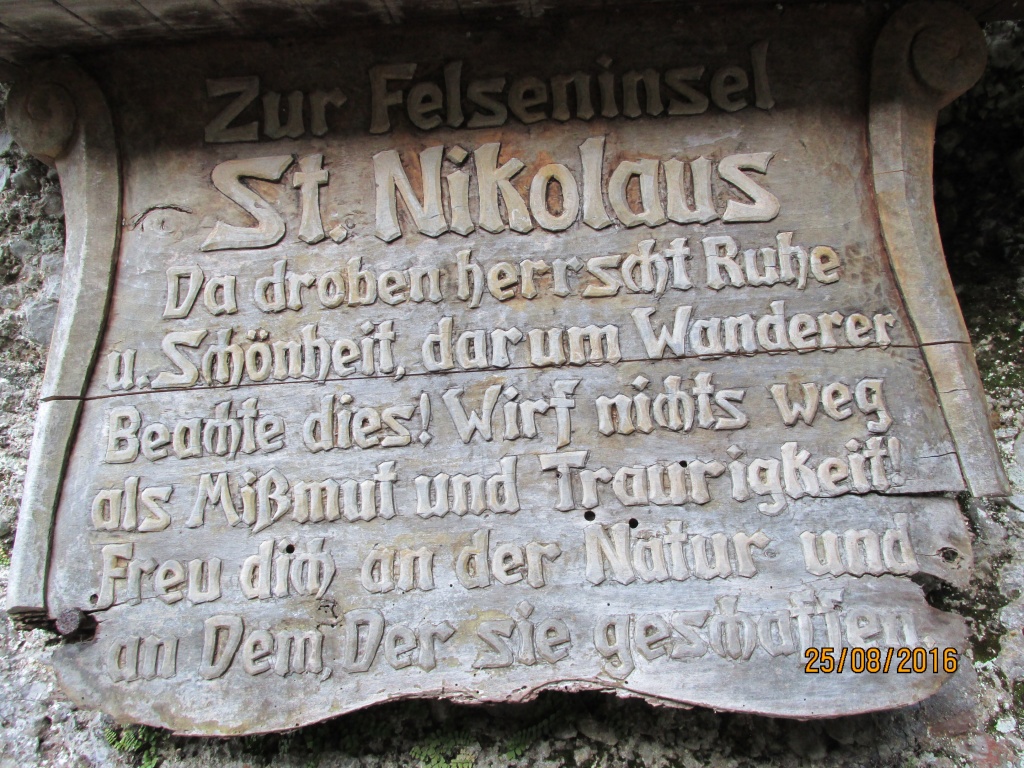 Zur Felseninsel
St. Nikolaus
Da droben herrscht Ruhe
u. Schönheit, darum Wanderer
Beachte dies! Wirf nichts weg
als Mißmut und Traurigkeit!
Freu dich an der Natur und
an Dem, Der sie geschaffen
25/08/2016